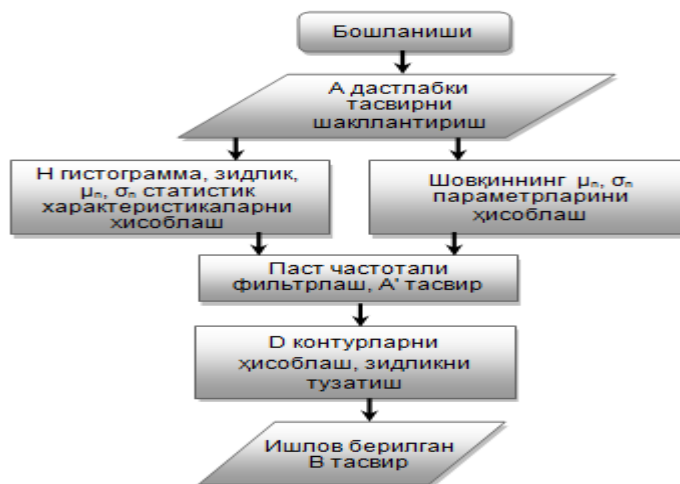 Бошланиши
А дастлабки
тасвирни
шакллантириш
Н гистограмма, зидлик,
μₙ, σₙ статистик
характеристикаларни
ҳисоблаш
Шовқиннинг μₙ, σₙ
параметрларини
ҳисоблаш
Паст частотали
фильтрлаш, А' тасвир
D контурларни
ҳисоблаш, зидликни
тузатиш
Ишлов берилган
В тасвир